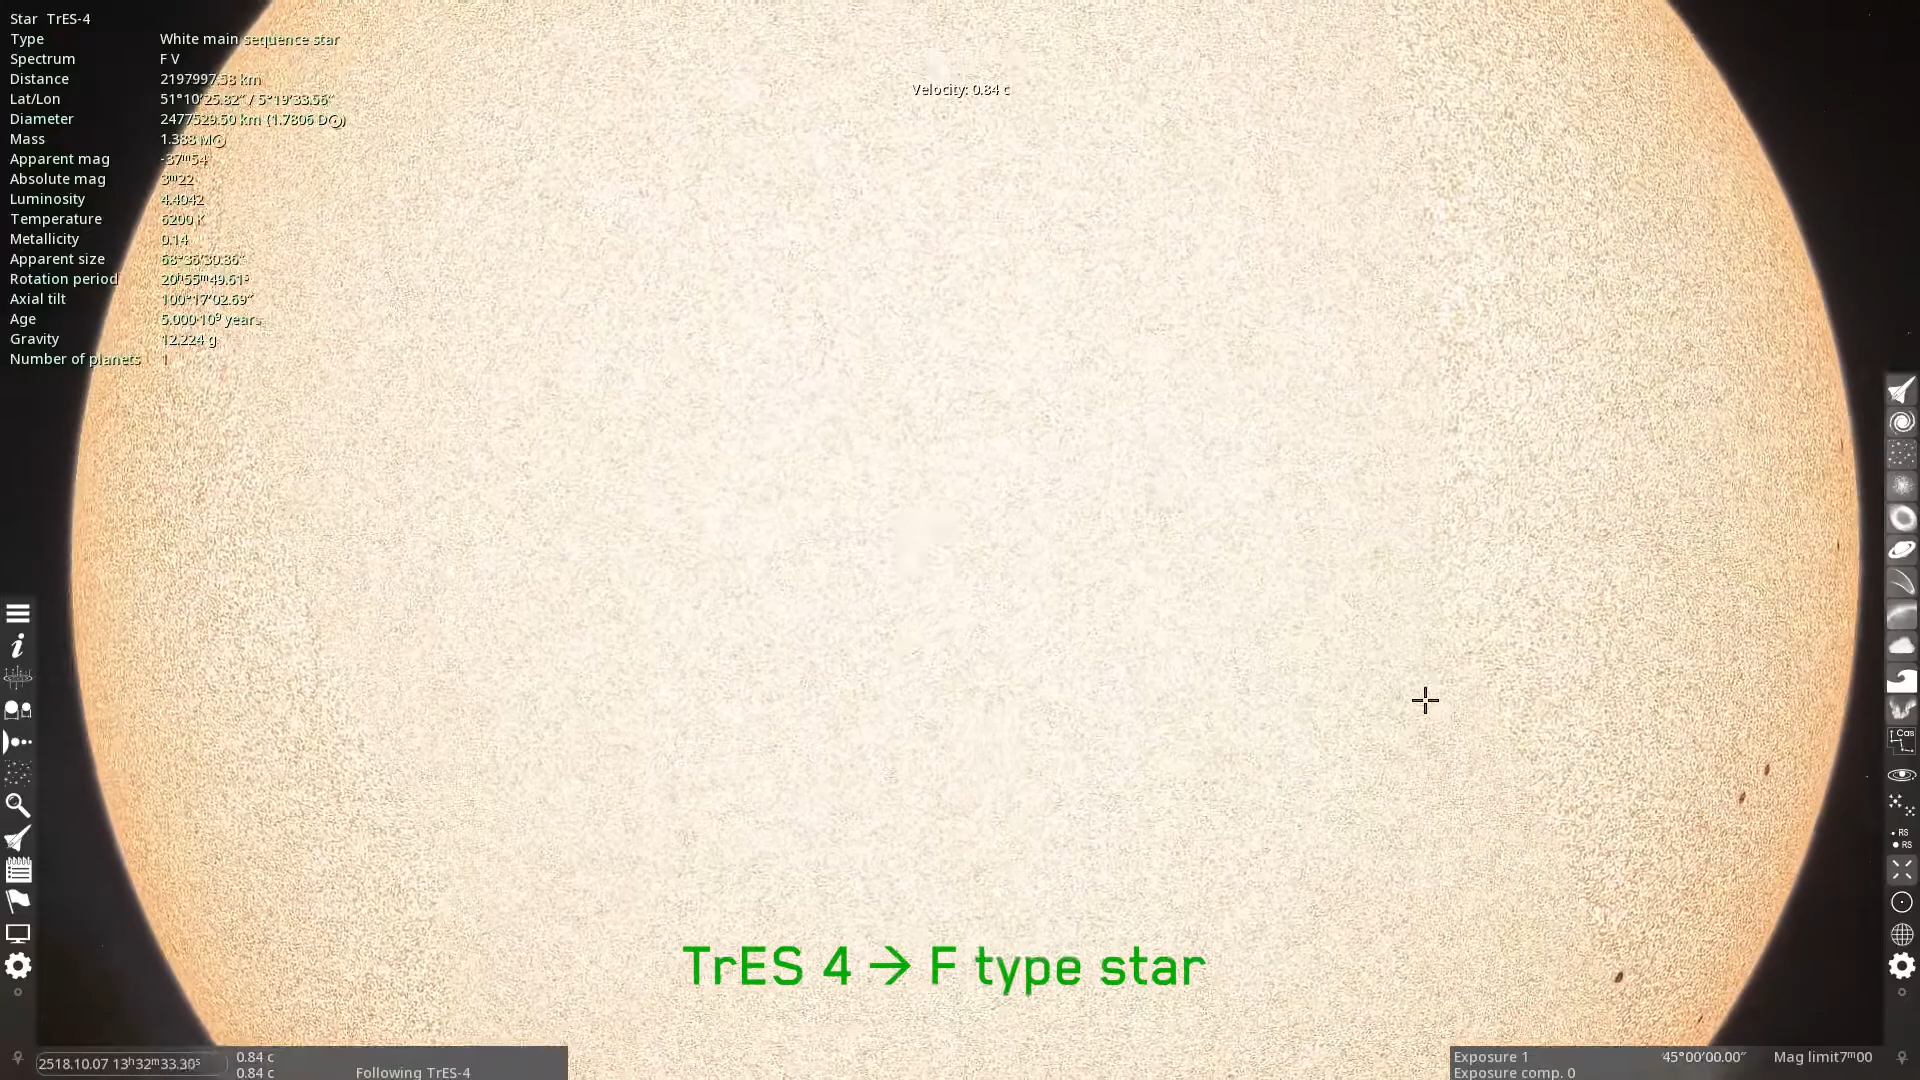 Star TrES-4
Type White main sequence star
Spectrum F V
Distance 2197997.58 km
Lat/Lon 51°10′25.82″ / 5°19′33.56″
Diameter 2477529.50 km (1.7806 D☉)
Mass 1.388 M☉
Apparent mag -37ᵐ54
Absolute mag 3ᵐ22
Luminosity 4.4042
Temperature 6200 K
Metallicity 0.14
Apparent size 68°36′30.86″
Rotation period 20ʰ55ᵐ49.61ˢ
Axial tilt 100°17′02.69″
Age 5.000·10⁹ years
Gravity 12.224 g
Number of planets 1
Velocity: 0.84 c
Cas
RS
RS
TrES 4 → F type star
2518.10.07 13ʰ32ᵐ33.30ˢ
0.84 c
0.84 c Following TrES-4
Exposure 1 45°00′00.00″ Mag limit 7ᵐ00
Exposure comp. 0